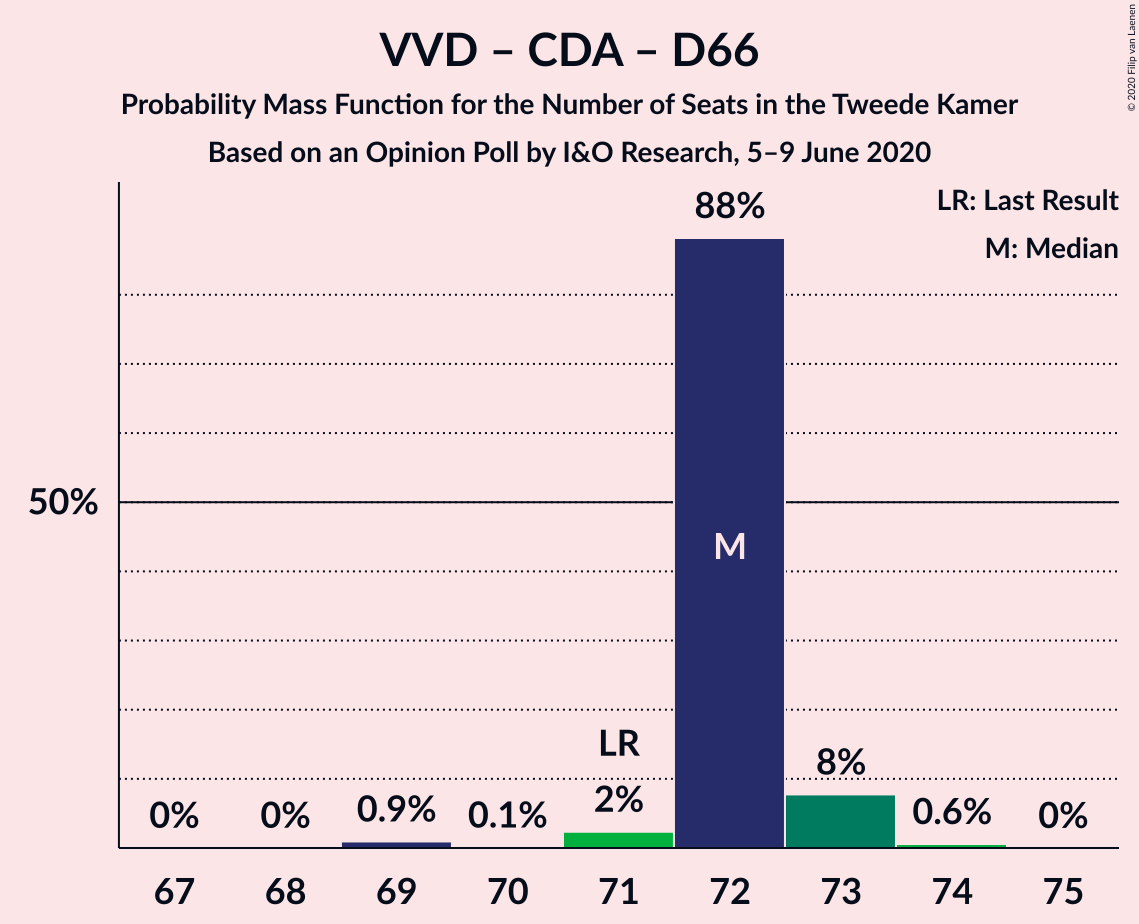 VVD – CDA – D66
Probability Mass Function for the Number of Seats in the Tweede Kamer
Based on an Opinion Poll by I&O Research, 5–9 June 2020
© 2020 Filip van Laenen
LR: Last Result
M: Median
88%
50%
M
LR
8%
2%
0%
0%
0.9%
0.1%
0.6%
0%
67
68
69
70
71
72
73
74
75